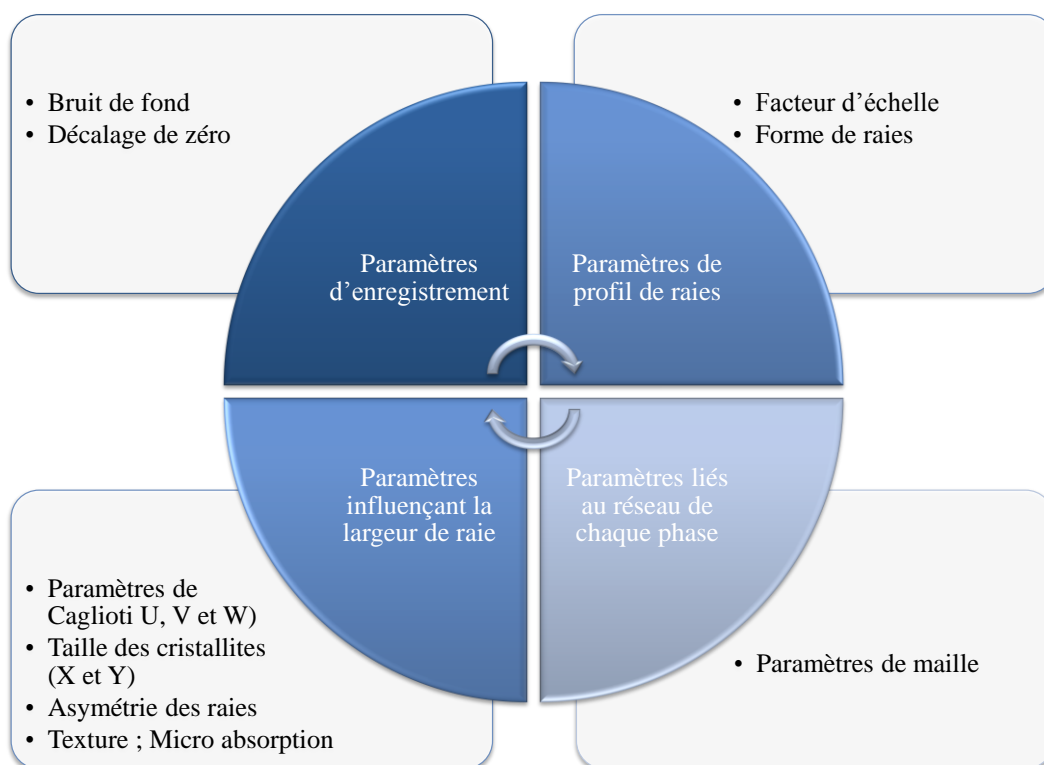 • Bruit de fond
• Décalage de zéro
• Facteur d’échelle
• Forme de raies
Paramètres
d’enregistrement
Paramètres de
profil de raies
Paramètres
influençant la
largeur de raie
Paramètres liés
au réseau de
chaque phase
• Paramètres de
Caglioti U, V et W)
• Taille des cristallites
(X et Y)
• Asymétrie des raies
• Texture ; Micro absorption
• Paramètres de maille